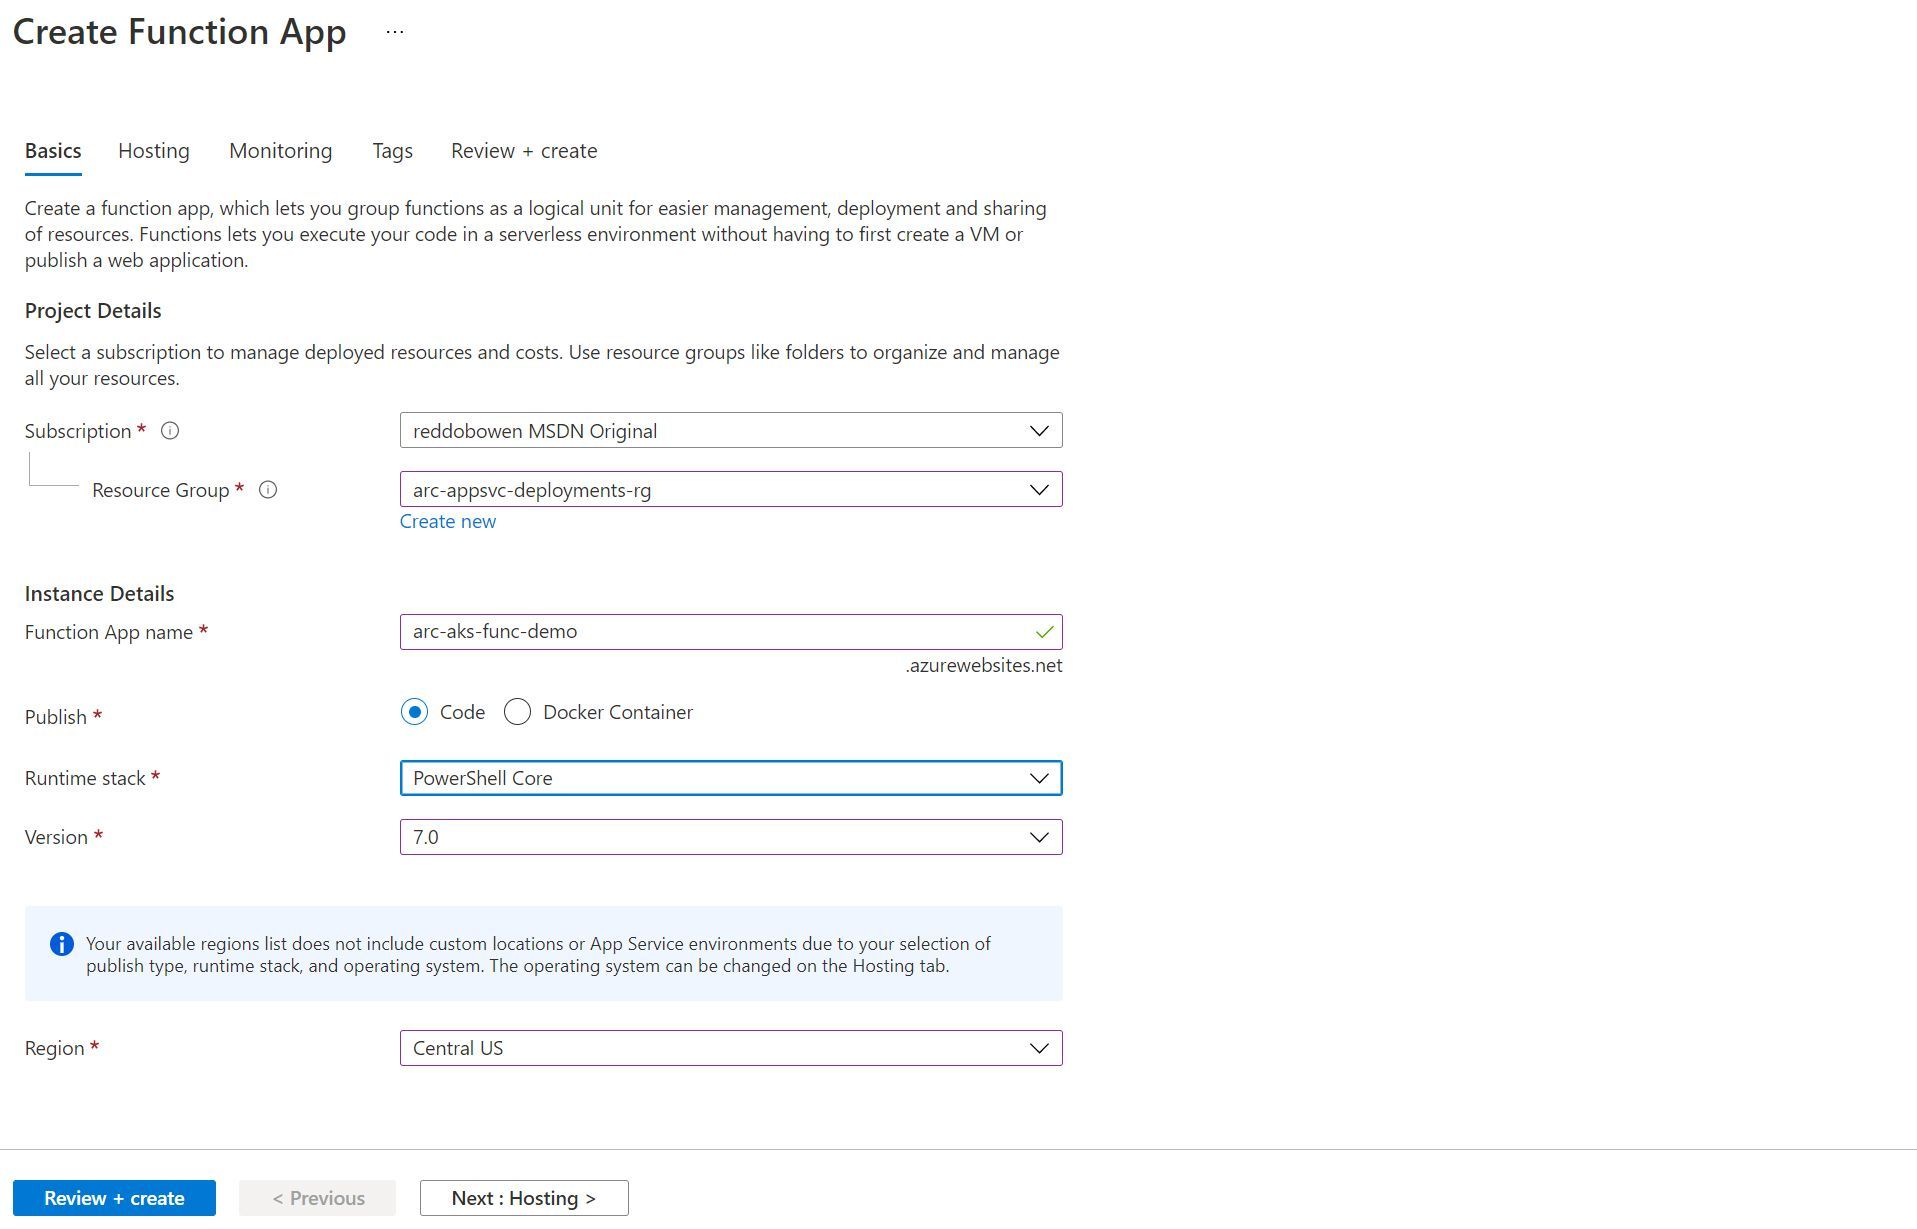 Create Function App ...
Basics Hosting Monitoring Tags Review + create
Create a function app, which lets you group functions as a logical unit for easier management, deployment and sharing
of resources. Functions lets you execute your code in a serverless environment without having to first create a VM or
publish a web application.
Project Details
Select a subscription to manage deployed resources and costs. Use resource groups like folders to organize and manage
all your resources.
Subscription * reddobowen MSDN Original
Resource Group * arc-appsvc-deployments-rg
Create new
Instance Details
Function App name * arc-aks-func-demo
.azurewebsites.net
Publish * Code Docker Container
Runtime stack * PowerShell Core
Version * 7.0
Your available regions list does not include custom locations or App Service environments due to your selection of
publish type, runtime stack, and operating system. The operating system can be changed on the Hosting tab.
Region * Central US
Review + create < Previous Next : Hosting >